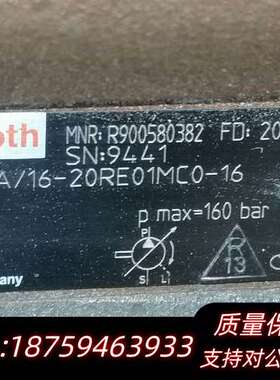 oth
MNR: R900580382 FD: 20
SN:9441
A/16-20RE01MC0-16
p max=160 bar
S L
R
13
any
质量保
:18759463933
支持对公